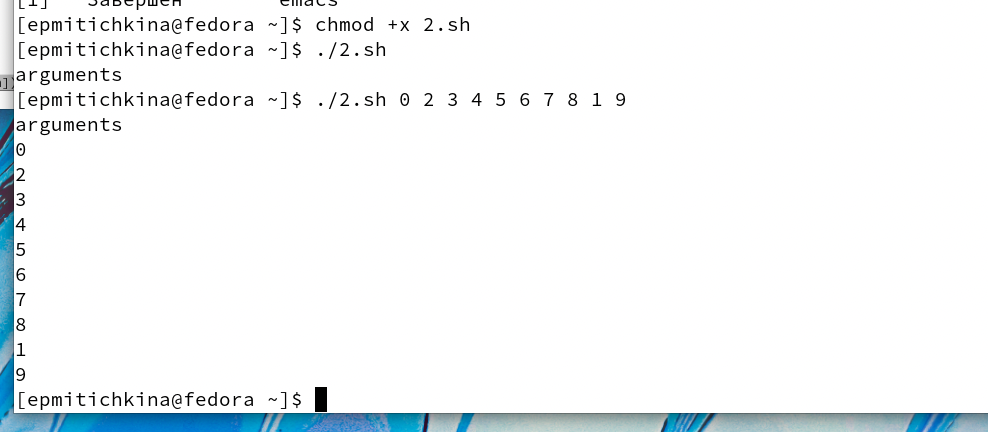 [1]   Завершен        emacs
[epmitichkina@fedora ~]$ chmod +x 2.sh
[epmitichkina@fedora ~]$ ./2.sh
arguments
[epmitichkina@fedora ~]$ ./2.sh 0 2 3 4 5 6 7 8 1 9
arguments
0
2
3
4
5
6
7
8
1
9
[epmitichkina@fedora ~]$